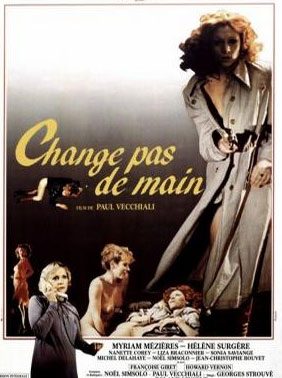 Change pas
de main
FILM DE PAUL VECCHIALI
MYRIAM MÉZIÈRES HÉLÈNE SURGÈRE
NANETTE COREY - LIZA BRACONNIER - SONIA SAVIANGE
MICHEL DELAHAYE - NOËL SIMSOLO - JEAN-CHRISTOPHE BOUVET
FRANÇOISE GIRET HOWARD VERNON
NOËL SIMSOLO - PAUL VECCHIALI GEORGES STROUVÉ